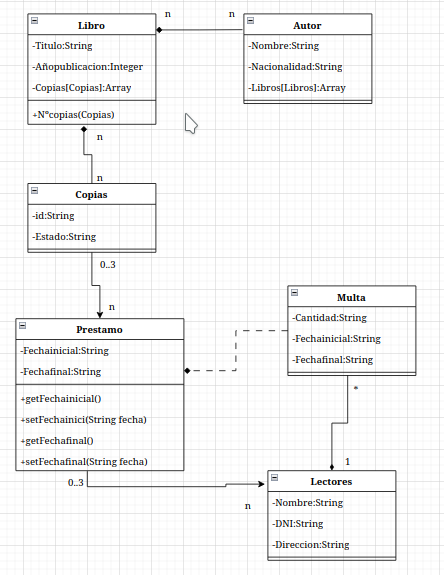 Libro
-Titulo:String
-Añopublicacion:Integer
-Copias[Copias]:Array
+Nºcopias(Copias)
n
n
Autor
-Nombre:String
-Nacionalidad:String
-Libros[Libros]:Array
n
n
Copias
-id:String
-Estado:String
0..3
n
Prestamo
-Fechainicial:String
-Fechafinal:String
+getFechainicial()
+setFechainici(String fecha)
+getFechafinal()
+setFechafinal(String fecha)
Multa
-Cantidad:String
-Fechainicial:String
-Fechafinal:String
*
1
0..3
n
Lectores
-Nombre:String
-DNI:String
-Direccion:String